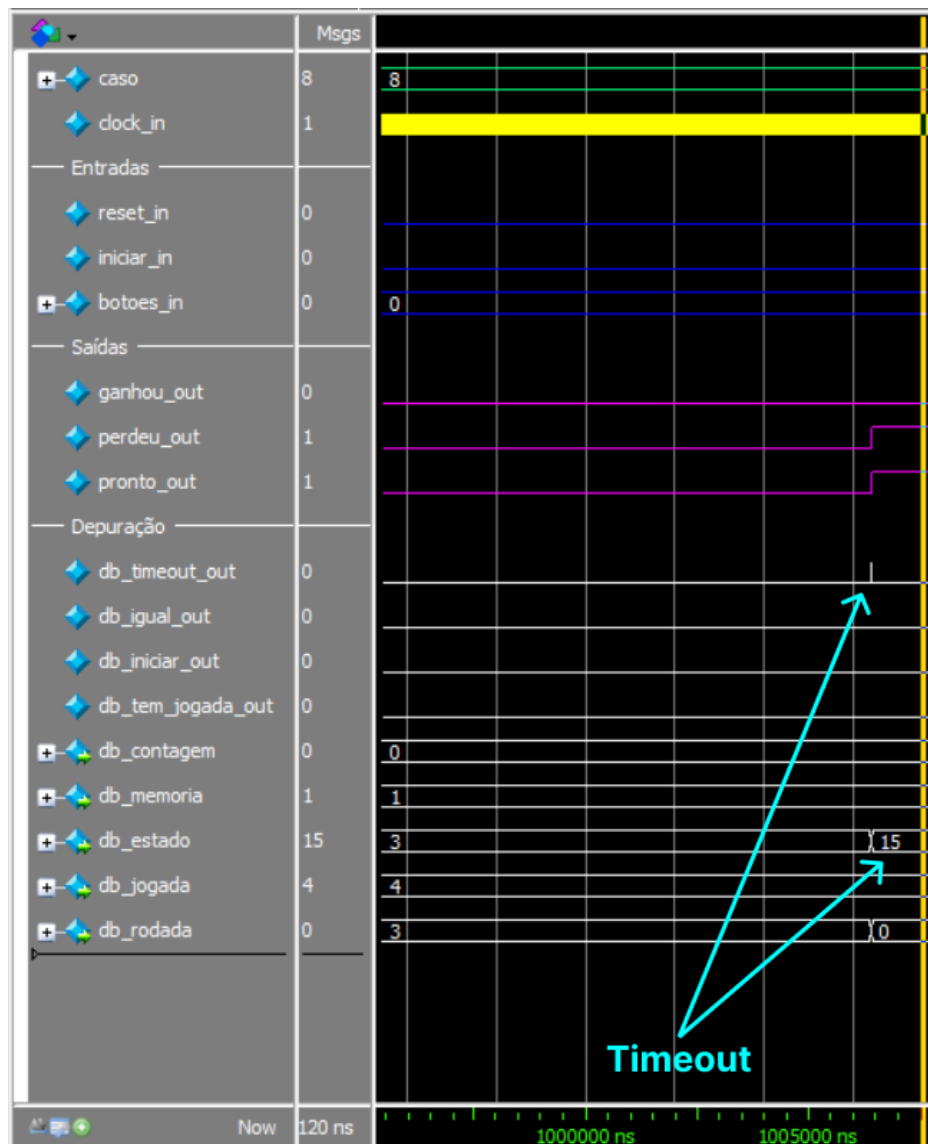 Msgs
caso 8 8
clock_in 1
Entradas
reset_in 0
iniciar_in 0
botoes_in 0 0
Saídas
ganhou_out 0
perdeu_out 1
pronto_out 1
Depuração
db_timeout_out 0
db_igual_out 0
db_iniciar_out 0
db_tem_jogada_out 0
db_contagem 0 0
db_memoria 1 1
db_estado 15 3 15
db_jogada 4 4
db_rodada 0 3 0
Timeout
Now 120 ns 1000000 ns 1005000 ns